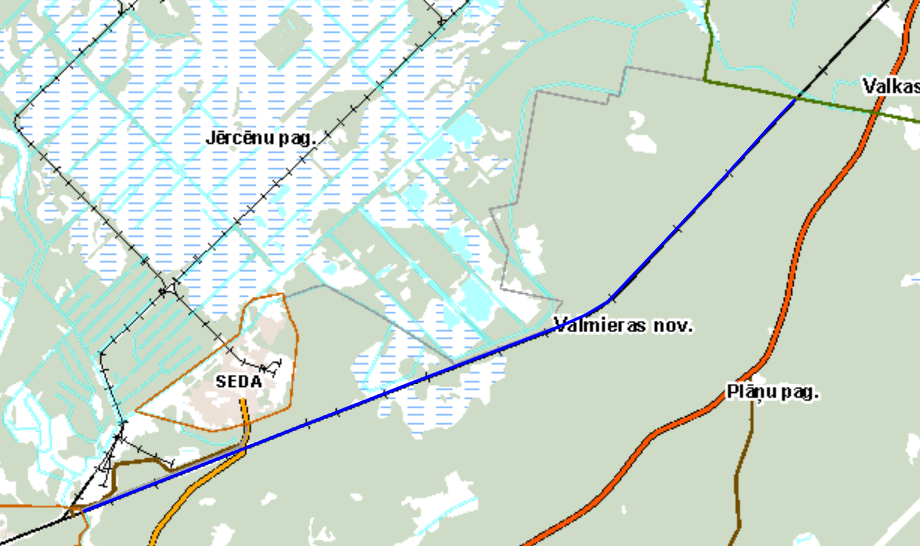 Valkas
Jērcēnu pag.
Valmieras nov.
SEDA
Plāņu pag.